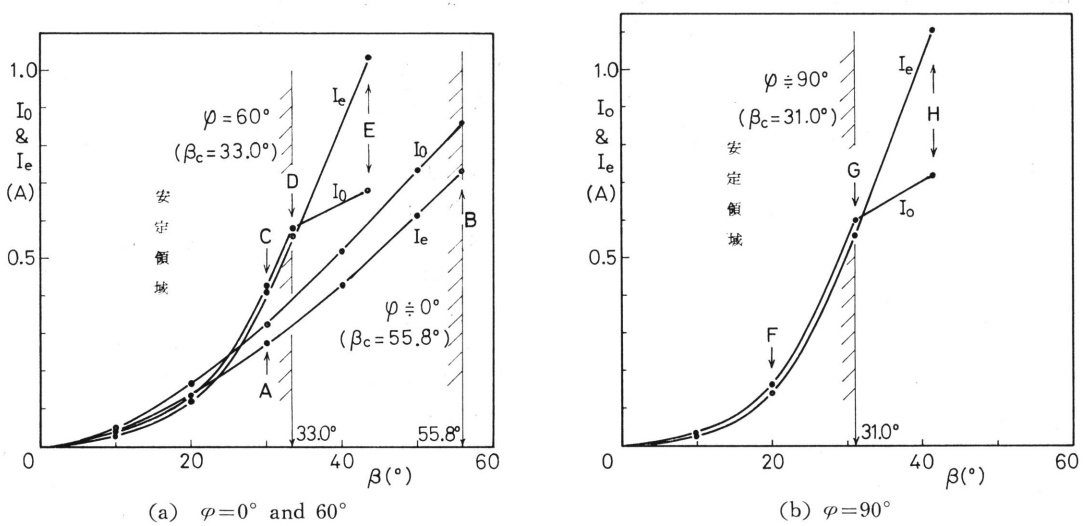 1.0
I₀
&
Iₑ
(A)
0.5
0
20
40
60
β(°)
φ=60°
(βc=33.0°)
安
定
領
域
Iₑ
E
I₀
D
I₀
C
Iₑ
B
φ≑0°
(βc=55.8°)
A
33.0°
55.8°
(a) φ=0° and 60°
1.0
I₀
&
Iₑ
(A)
0.5
0
20
40
60
β(°)
φ≑90°
(βc=31.0°)
安
定
領
域
Iₑ
H
G
I₀
F
31.0°
(b) φ=90°